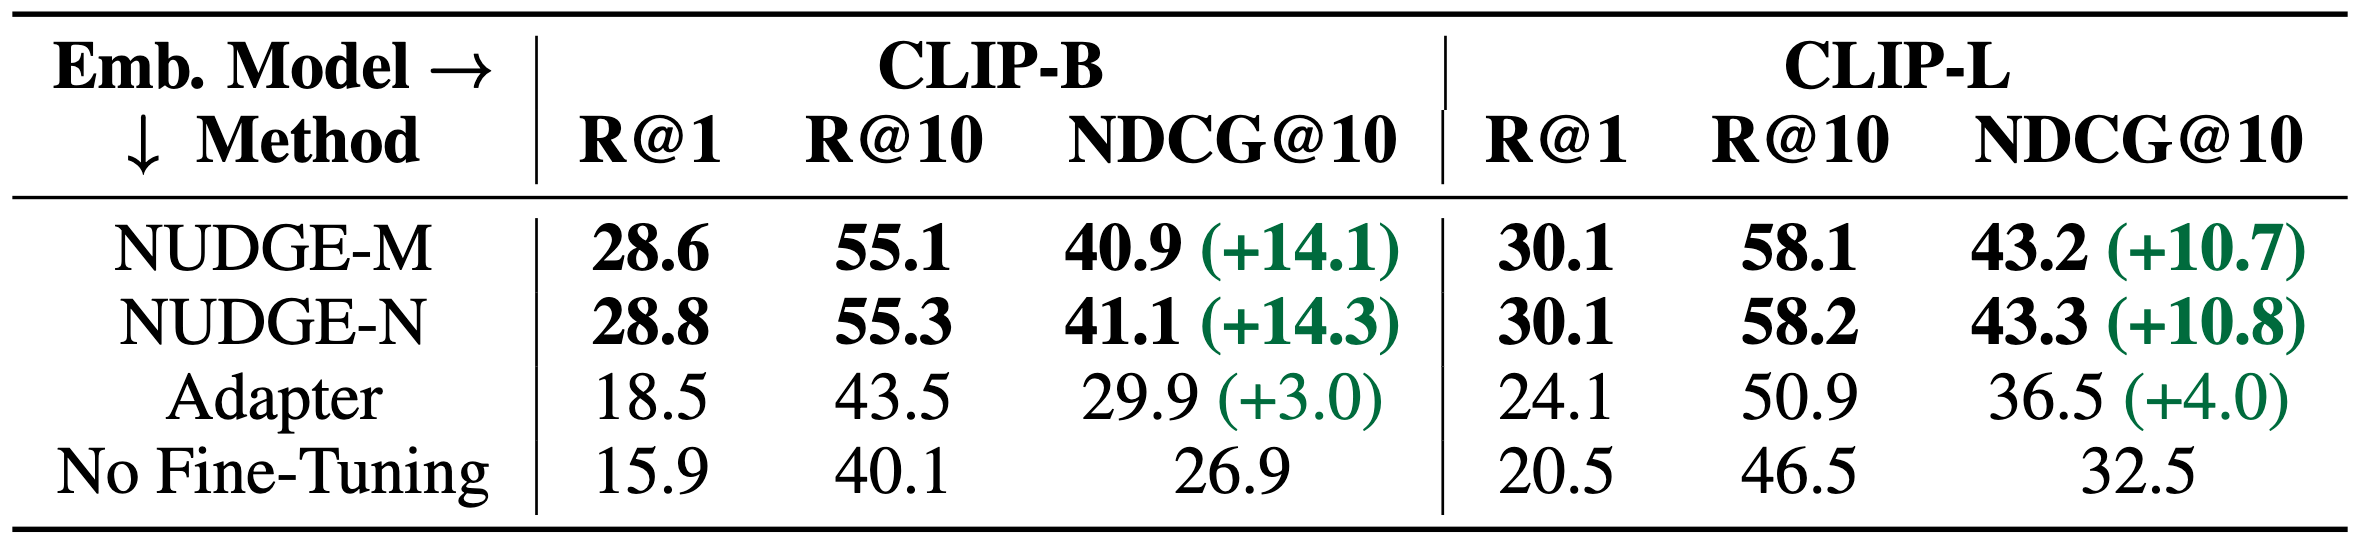 Emb. Model → CLIP-B CLIP-L
↓ Method R@1 R@10 NDCG@10 R@1 R@10 NDCG@10
NUDGE-M 28.6 55.1 40.9 (+14.1) 30.1 58.1 43.2 (+10.7)
NUDGE-N 28.8 55.3 41.1 (+14.3) 30.1 58.2 43.3 (+10.8)
Adapter 18.5 43.5 29.9 (+3.0) 24.1 50.9 36.5 (+4.0)
No Fine-Tuning 15.9 40.1 26.9 20.5 46.5 32.5